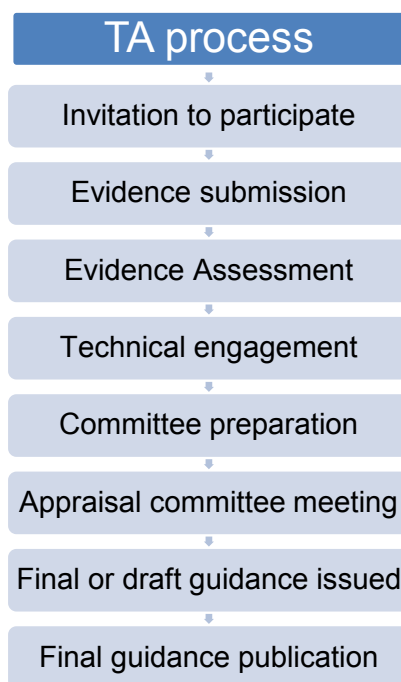 TA process
Invitation to participate
Evidence submission
Evidence Assessment
Technical engagement
Committee preparation
Appraisal committee meeting
Final or draft guidance issued
Final guidance publication